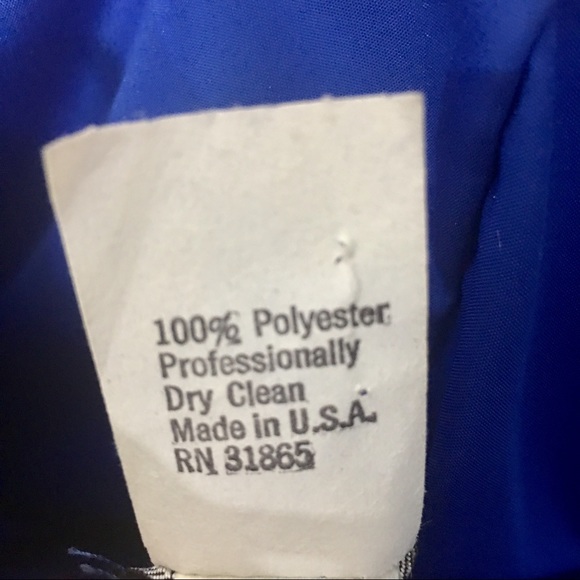 100% Polyester
Professionally
Dry Clean
Made in U.S.A.
RN 31865